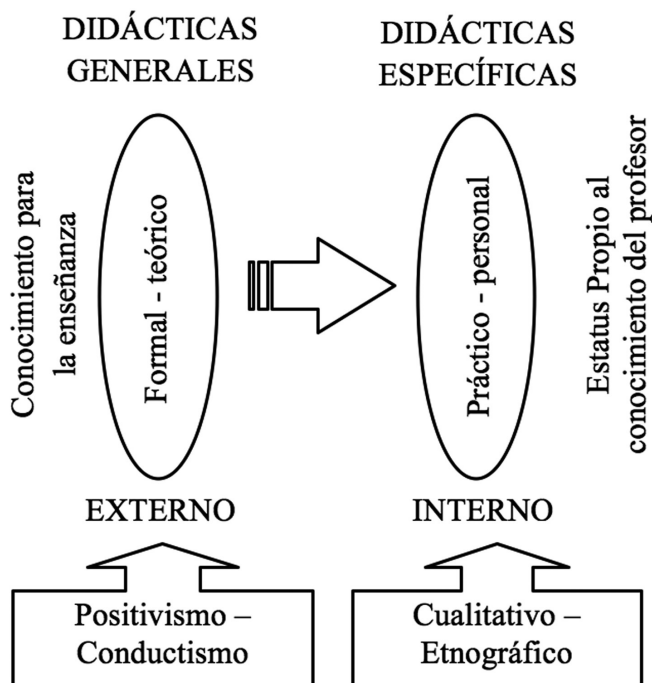 DIDÁCTICAS
GENERALES
Conocimiento para
la enseñanza
Formal - teórico
EXTERNO
Positivismo –
Conductismo
DIDÁCTICAS
ESPECÍFICAS
Práctico - personal
Estatus Propio al
conocimiento del profesor
INTERNO
Cualitativo –
Etnográfico